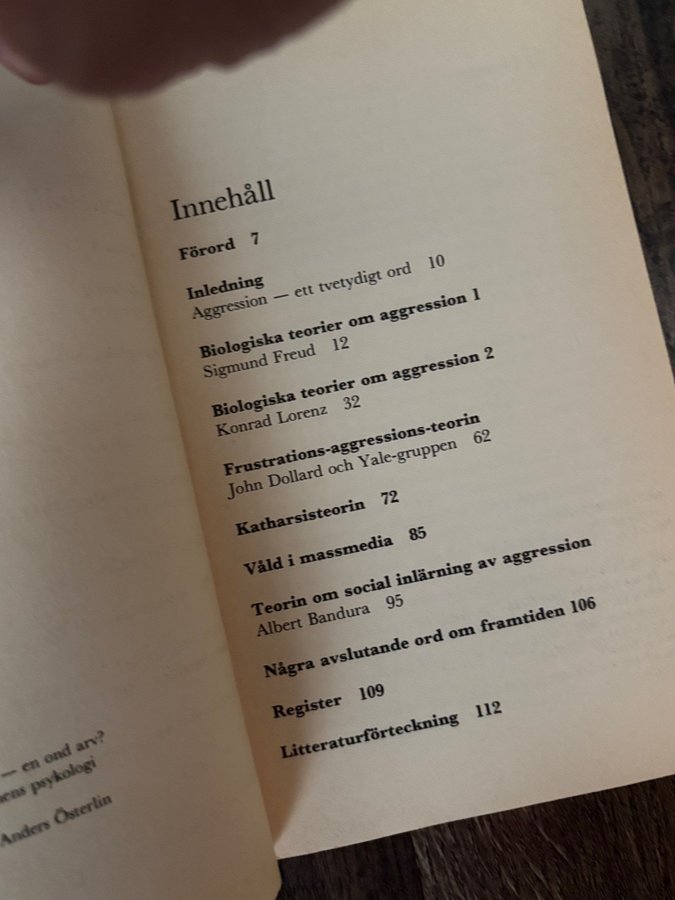 — en ond arv?
ens psykologi
Anders Österlin
Innehåll
Förord 7
Inledning
Aggression — ett tvetydigt ord 10
Biologiska teorier om aggression 1
Sigmund Freud 12
Biologiska teorier om aggression 2
Konrad Lorenz 32
Frustrations-aggressions-teorin
John Dollard och Yale-gruppen 62
Katharsisteorin 72
Våld i massmedia 85
Teorin om social inlärning av aggression
Albert Bandura 95
Några avslutande ord om framtiden 106
Register 109
Litteraturförteckning 112